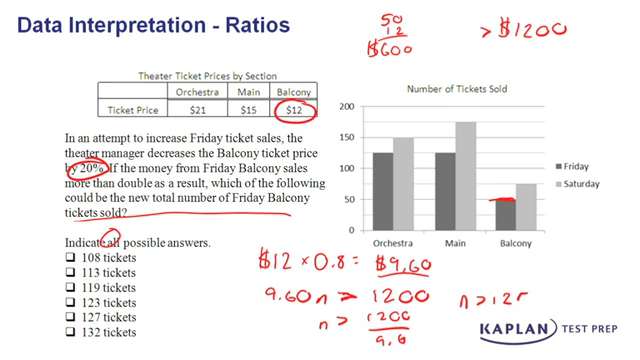 Data Interpretation - Ratios
50
12
$600
> $1200
Theater Ticket Prices by Section
Orchestra Main Balcony
Ticket Price $21 $15 $12
In an attempt to increase Friday ticket sales, the
theater manager decreases the Balcony ticket price
by 20%. If the money from Friday Balcony sales
more than double as a result, which of the following
could be the new total number of Friday Balcony
tickets sold?
Indicate all possible answers.
108 tickets
113 tickets
119 tickets
123 tickets
127 tickets
132 tickets
Number of Tickets Sold
200
150
100
50
0
Orchestra Main Balcony
Friday
Saturday
$12 × 0.8 = $9.60
9.60n > 1200
n > 1200
9.6
n > 12
KAPLAN TEST PREP